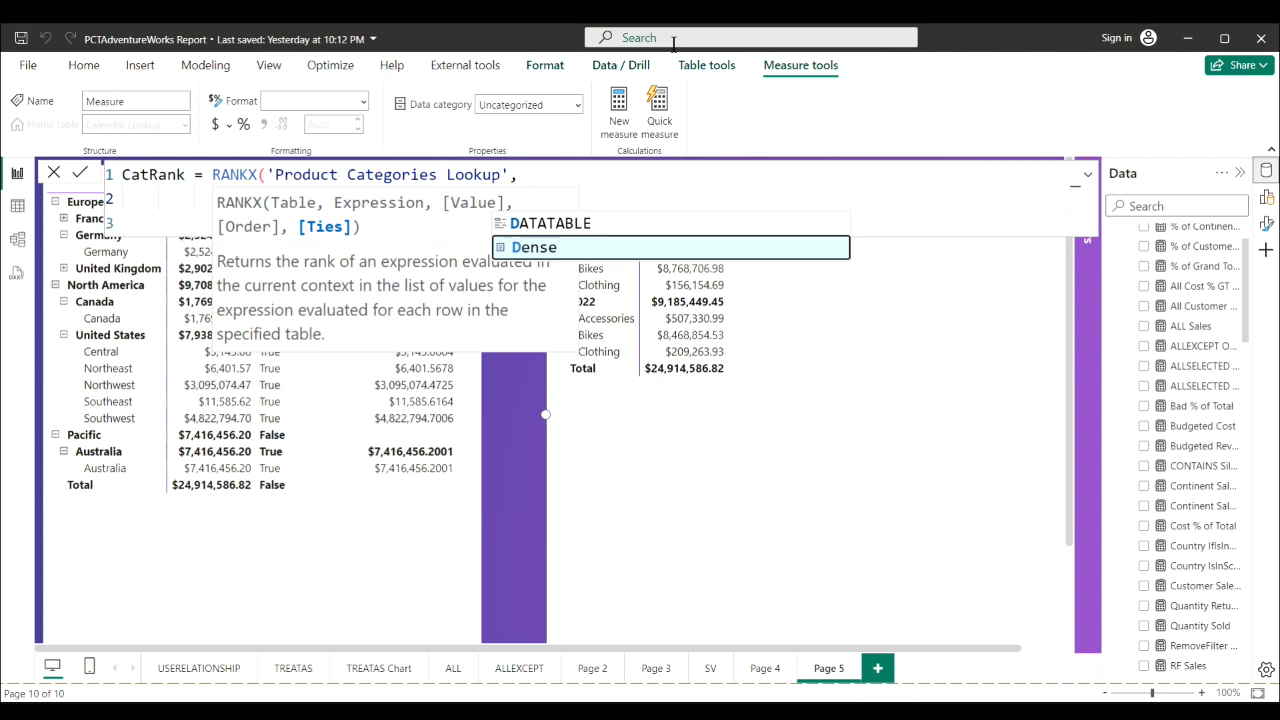 PCTAdventureWorks Report • Last saved: Yesterday at 10:12 PM
Search
Sign in
File Home Insert Modeling View Optimize Help External tools Format Data / Drill Table tools Measure tools
Share
Name Measure
Home table Calendar Lookup
Structure
Format
$ % Auto
Formatting
Data category Uncategorized
Properties
New measure
Quick measure
Calculations
1 CatRank = RANKX('Product Categories Lookup',
2
3
RANKX(Table, Expression, [Value],
[Order], [Ties])
Returns the rank of an expression evaluated in
the current context in the list of values for the
expression evaluated for each row in the
specified table.
DATATABLE
Dense
Europe
Franc
Germany
Germany $2,524
United Kingdom $2,902
North America $9,708
Canada $1,769
Canada $1,769
United States $7,938
Central True
Northeast $6,401.57 True $6,401.5678
Northwest $3,095,074.47 True $3,095,074.4725
Southeast $11,585.62 True $11,585.6164
Southwest $4,822,794.70 True $4,822,794.7006
Pacific $7,416,456.20 False
Australia $7,416,456.20 True $7,416,456.2001
Australia $7,416,456.20 True $7,416,456.2001
Total $24,914,586.82 False
Bikes $8,768,706.98
Clothing $156,154.69
022 $9,185,449.45
Accessories $507,330.99
Bikes $8,468,854.53
Clothing $209,263.93
Total $24,914,586.82
Data
Search
% of Continen...
% of Custome...
% of Grand To...
All Cost % GT ...
All Customer ...
ALL Sales
ALLEXCEPT O...
ALLSELECTED ...
ALLSELECTED ...
Bad % of Total
Budgeted Cost
Budgeted Rev...
CONTAINS Sil...
Continent Sal...
Continent Sal...
Cost % of Total
Country IfIsIn...
Country IsInSc...
Customer Sale...
Quantity Retu...
Quantity Sold
RemoveFilter ...
RF Sales
USERELATIONSHIP TREATAS TREATAS Chart ALL ALLEXCEPT Page 2 Page 3 SV Page 4 Page 5
Page 10 of 10
100%